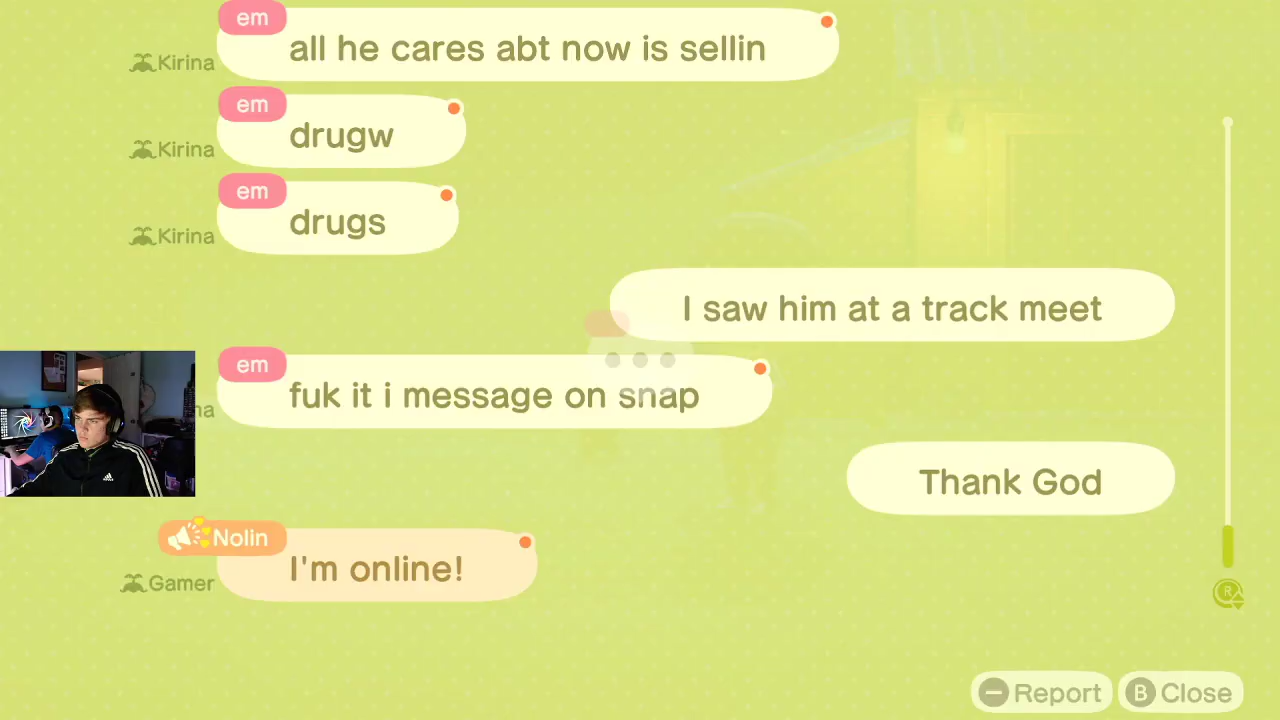 em
all he cares abt now is sellin
Kirina
em
drugw
Kirina
em
drugs
Kirina
I saw him at a track meet
em
fuk it i message on snap
na
Thank God
Nolin
I'm online!
Gamer
R
Report
B Close